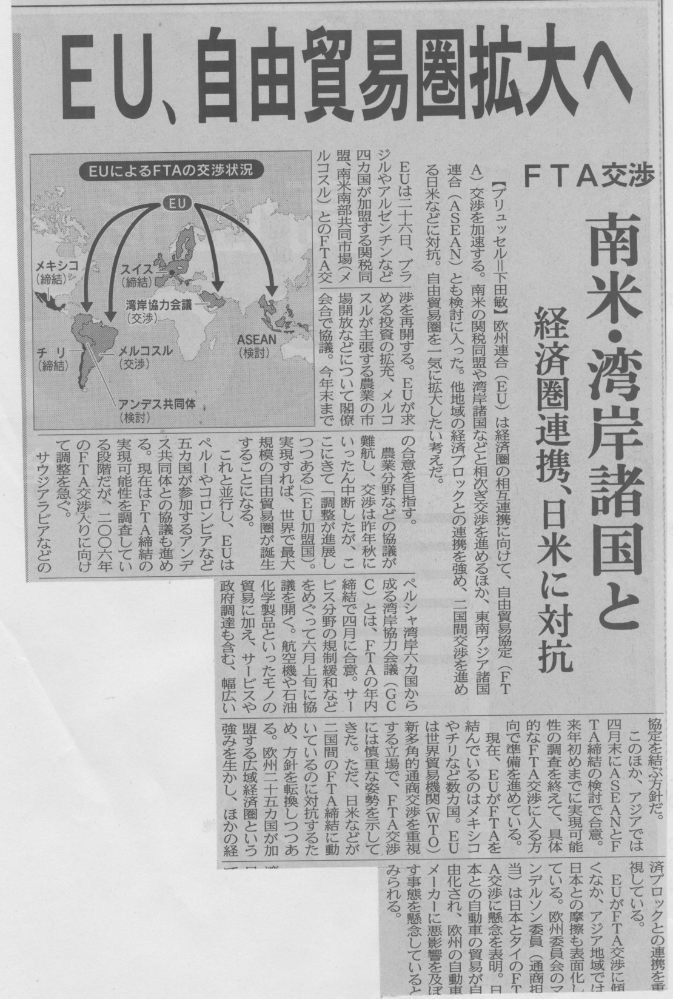 EU、自由貿易圏拡大へ
FTA交渉
南米・湾岸諸国と
経済圏連携、日米に対抗
【ブリュッセル＝下田敏】欧州連合（EU）は経済圏の相互連携に向けて、自由貿易協定（FT
A）交渉を加速する。南米の関税同盟や湾岸諸国などと相次ぎ交渉を進めるほか、東南アジア諸国
連合（ASEAN）とも検討に入った。他地域の経済ブロックとの連携を強め、二国間交渉を進め
る日米などに対抗。自由貿易圏を一気に拡大したい考えだ。
EUは二十六日、ブラ
ジルやアルゼンチンなど
四カ国が加盟する関税同
盟、南米南部共同市場（メ
ルコスル）とのFTA交
渉を再開する。EUが求
める投資の拡充、メルコ
スルが主張する農業の市
場開放などについて閣僚
会合で協議。今年末まで
の合意を目指す。
農業分野などの協議が
難航し、交渉は昨年秋に
いったん中断したが、こ
こにきて「調整が進展し
つつある」（EU加盟国）。
実現すれば、世界で最大
規模の自由貿易圏が誕生
することになる。
これと並行し、EUは
ペルーやコロンビアなど
五カ国が参加するアンデ
ス共同体との協議も進め
る。現在はFTA締結の
実現可能性を調査してい
る段階だが、二〇〇六年
のFTA交渉入りに向け
て調整を急ぐ。
サウジアラビアなどの
ペルシャ湾岸六カ国から
成る湾岸協力会議（GC
C）とは、FTAの年内
締結で四月に合意。サー
ビス分野の規制緩和など
をめぐって六月上旬に協
議を開く。航空機や石油
化学製品といったモノの
貿易に加え、サービスや
政府調達も含む、幅広い
協定を結ぶ方針だ。
このほか、アジアでは
四月末にASEANとF
TA締結の検討で合意。
来年初めまでに実現可能
性の調査を終えて、具体
的なFTA交渉に入る方
向で準備を進めている。
現在、EUがFTAを
結んでいるのはメキシコ
やチリなど数カ国。EU
は世界貿易機関（WTO）
新多角的通商交渉を重視
する立場で、FTA交渉
には慎重な姿勢を示して
きた。ただ、日米などが
二国間のFTA締結に動
いているのに対抗するた
め、方針を転換しつつあ
る。欧州二十五カ国が加
盟する広域経済圏という
強みを生かし、ほかの経
済ブロックとの連携を重
視している。
EUがFTA交渉に傾
くなか、アジア地域では
日本との摩擦も表面化し
ている。欧州委員会のマ
ンデルソン委員（通商担
当）は日本とタイのFT
A交渉に懸念を表明。日
本との自動車の貿易が自
由化され、欧州の自動車
メーカーに悪影響を及ぼ
す事態を懸念していると
みられる。
EUによるFTAの交渉状況
EU
メキシコ
（締結）
スイス
（締結）
湾岸協力会議
（交渉）
ASEAN
（検討）
チリ
（締結）
メルコスル
（交渉）
アンデス共同体
（検討）